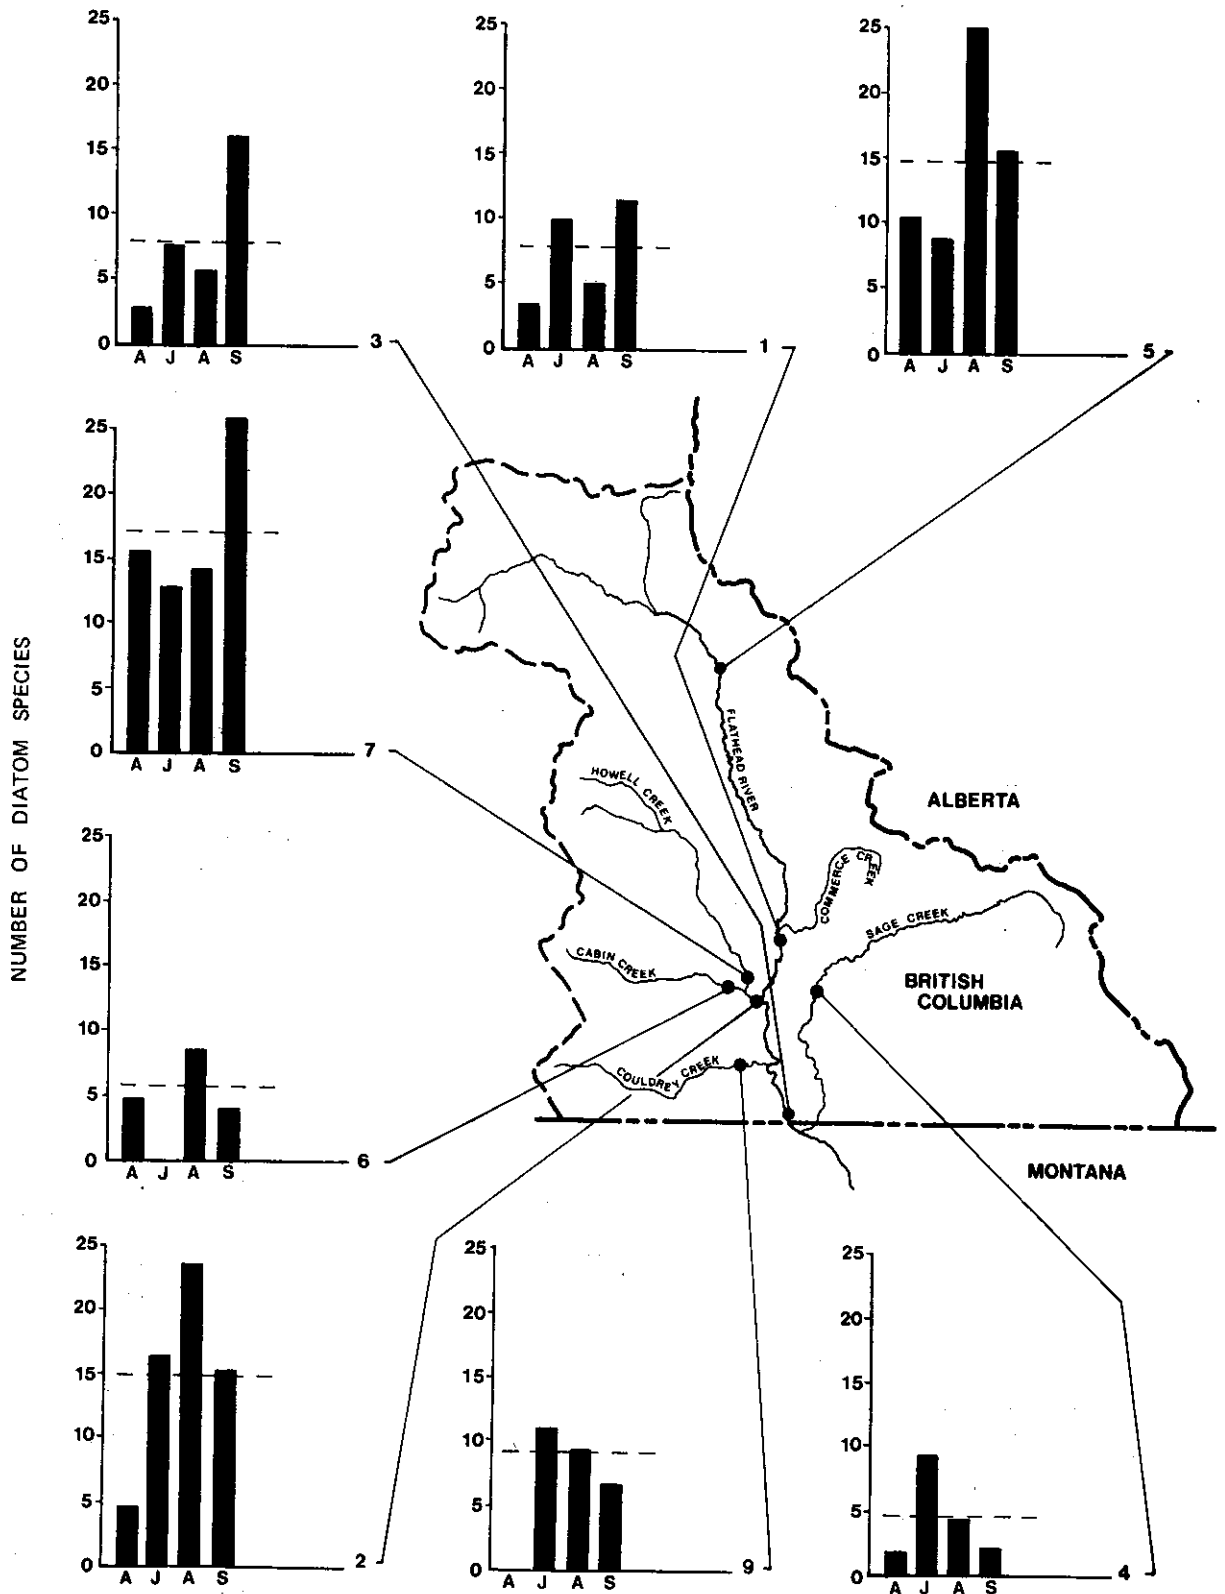 NUMBER OF DIATOM SPECIES
25
20
15
10
5
0
A J A S
3
25
20
15
10
5
0
A J A S
1
25
20
15
10
5
0
A J A S
5
25
20
15
10
5
0
A J A S
7
25
20
15
10
5
0
A J A S
6
25
20
15
10
5
0
A J A S
2
25
20
15
10
5
0
A J A S
9
25
20
15
10
5
0
A J A S
4
FLATHEAD RIVER
HOWELL CREEK
ALBERTA
COMMERCE CREEK
SAGE CREEK
CABIN CREEK
BRITISH
COLUMBIA
COULDREY CREEK
MONTANA